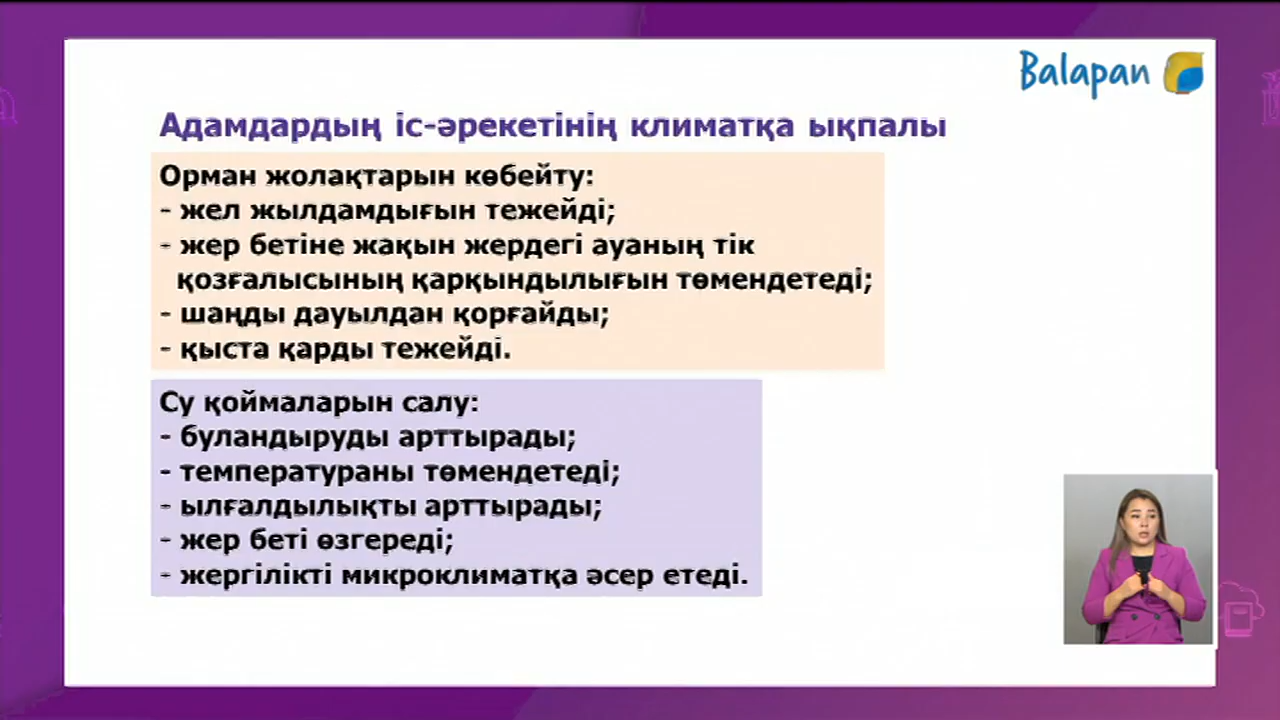 Balapan
Адамдардың іс-әрекетінің климатқа ықпалы
Орман жолақтарын көбейту:
- жел жылдамдығын тежейді;
- жер бетіне жақын жердегі ауаның тік
қозғалысының қарқындылығын төмендетеді;
- шаңды дауылдан қорғайды;
- қыста қарды тежейді.
Су қоймаларын салу:
- буландыруды арттырады;
- температураны төмендетеді;
- ылғалдылықты арттырады;
- жер беті өзгереді;
- жергілікті микроклиматқа әсер етеді.